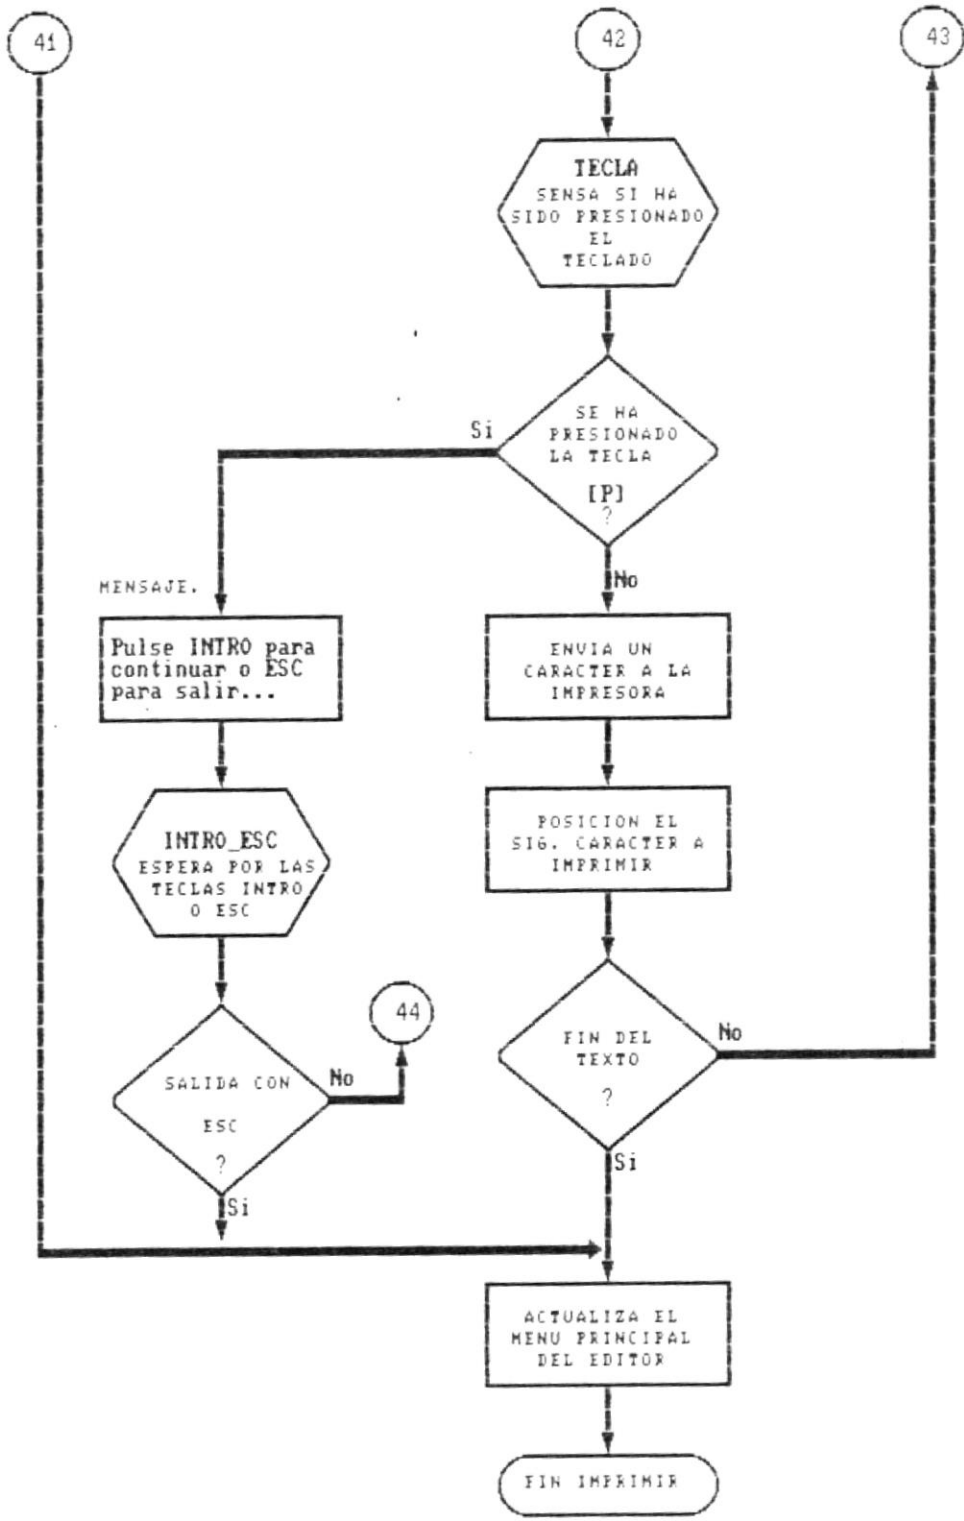 41
42
43
TECLA
SENSA SI HA
SIDO PRESIONADO
EL
TECLADO
SE HA
PRESIONADO
LA TECLA
[P]
?
Si
No
MENSAJE.
Pulse INTRO para
continuar o ESC
para salir...
ENVIA UN
CARACTER A LA
IMPRESORA
INTRO_ESC
ESPERA POR LAS
TECLAS INTRO
O ESC
POSICION EL
SIG. CARACTER A
IMPRIMIR
44
SALIDA CON
ESC
?
No
Si
FIN DEL
TEXTO
?
No
Si
ACTUALIZA EL
MENU PRINCIPAL
DEL EDITOR
FIN IMPRIMIR